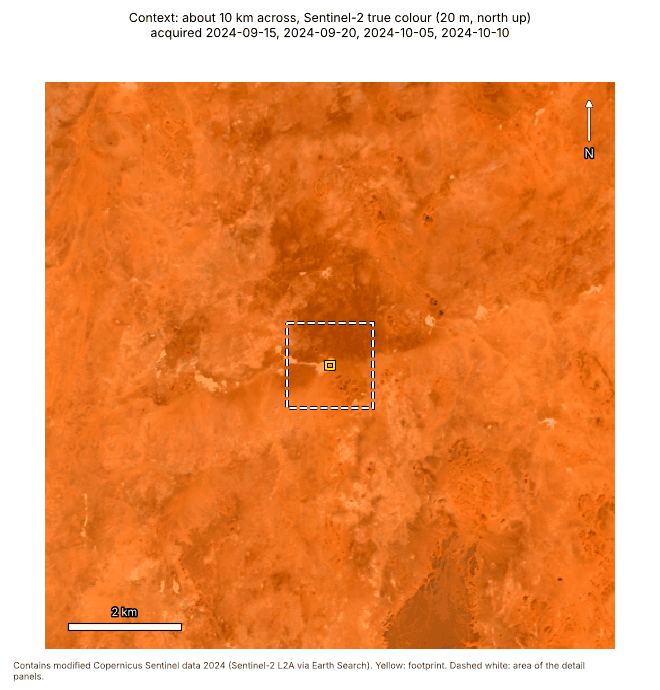 Context: about 10 km across, Sentinel-2 true colour (20 m, north up)
acquired 2024-09-15, 2024-09-20, 2024-10-05, 2024-10-10
N
2 km
Contains modified Copernicus Sentinel data 2024 (Sentinel-2 L2A via Earth Search). Yellow: footprint. Dashed white: area of the detail
panels.